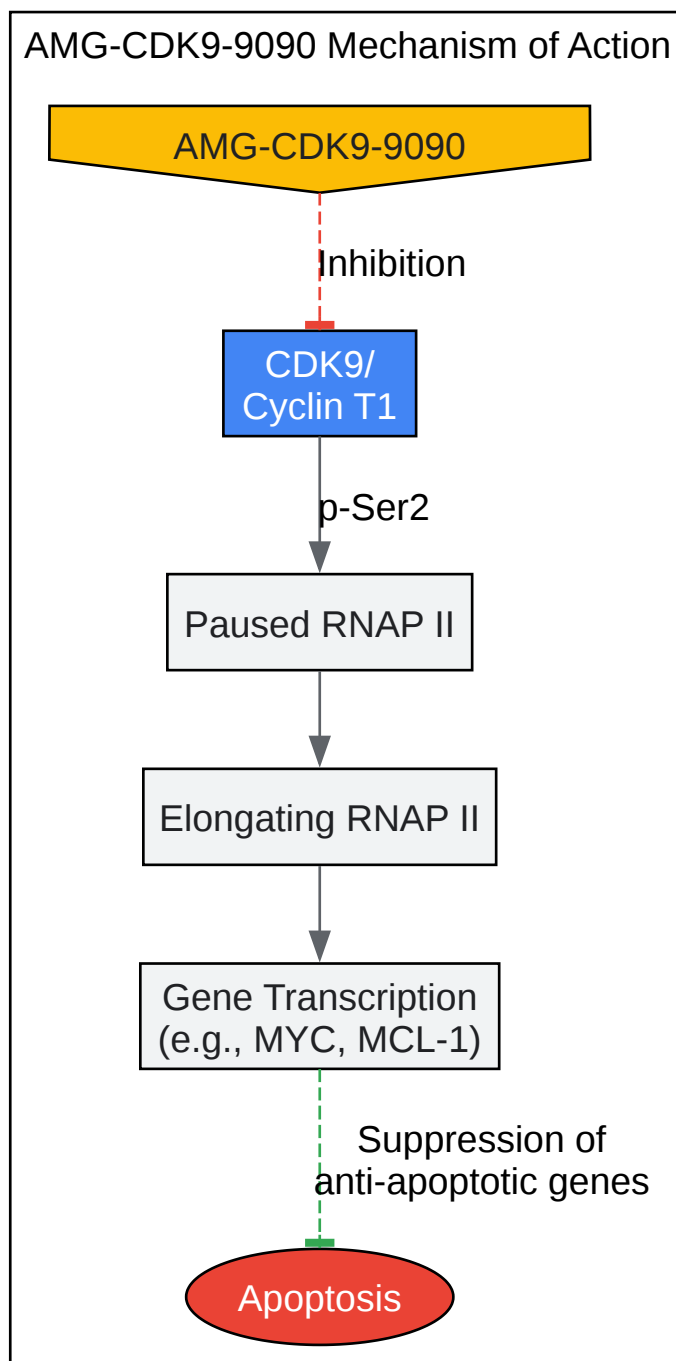 AMG-CDK9-9090 Mechanism of Action
AMG-CDK9-9090
Inhibition
CDK9/
Cyclin T1
p-Ser2
Paused RNAP II
Elongating RNAP II
Gene Transcription
(e.g., MYC, MCL-1)
Suppression of
anti-apoptotic genes
Apoptosis